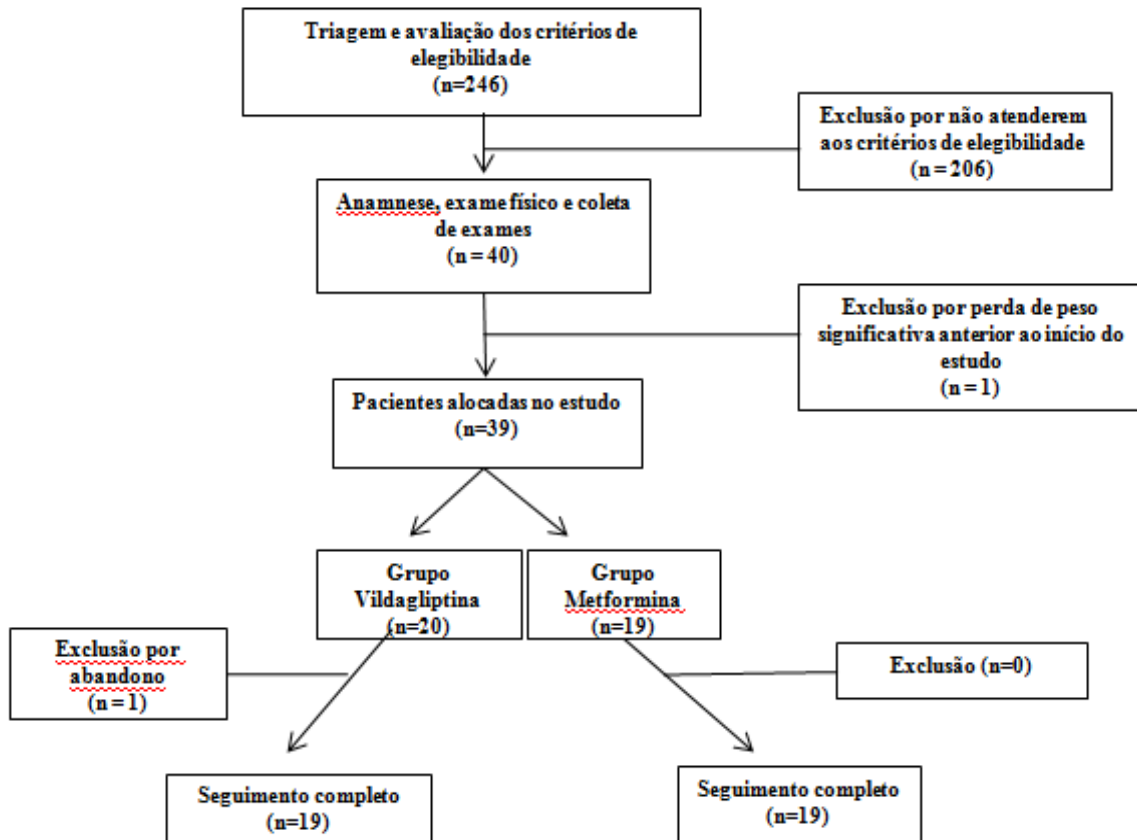 Triagem e avaliação dos critérios de
elegibilidade
(n=246)
Exclusão por não atenderem
aos critérios de elegibilidade
(n = 206)
Anamnese, exame físico e coleta
de exames
(n = 40)
Exclusão por perda de peso
significativa anterior ao início do
estudo
(n = 1)
Pacientes alocadas no estudo
(n=39)
Grupo
Vildagliptina
(n=20)
Grupo
Metformina
(n=19)
Exclusão por
abandono
(n = 1)
Exclusão (n=0)
Seguimento completo
(n=19)
Seguimento completo
(n=19)